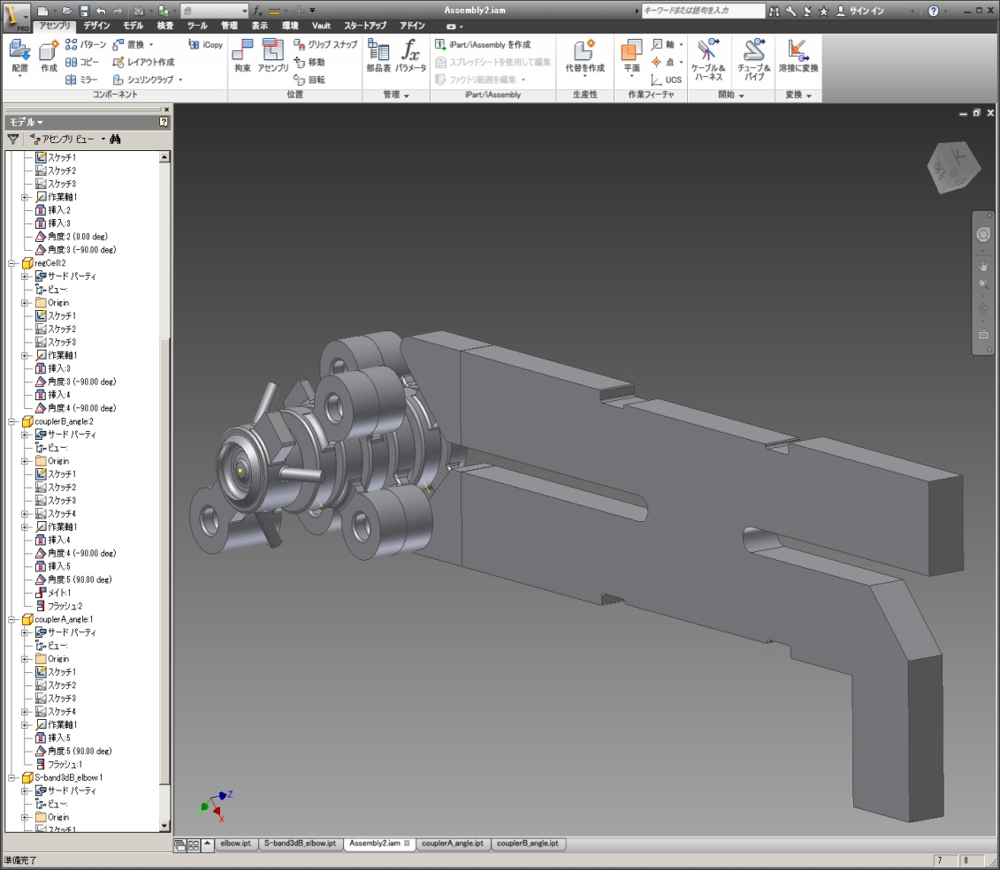 Assembly2.iam
キーワードまたは語句を入力
サイン イン
PRO
アセンブリ デザイン モデル 検査 ツール 管理 表示 環境 Vault スタートアップ アドイン
配置
作成
パターン
コピー
ミラー
置換
レイアウト作成
シュリンクラップ
iCopy
コンポーネント
拘束
アセンブリ
グリップ スナップ
移動
回転
位置
部品表
パラメータ
管理
iPart/iAssembly を作成
スプレッドシートを使用して編集
ファクトリ範囲を編集
iPart/iAssembly
代替を作成
生産性
平面
軸
点
UCS
作業フィーチャ
ケーブル&
ハーネス
チューブ&
パイプ
開始
溶接に変換
変換
モデル
アセンブリ ビュー
スケッチ1
スケッチ2
スケッチ3
作業軸1
挿入:2
挿入:3
角度:2 (0.00 deg)
角度:3 (-90.00 deg)
regCell:2
サード パーティ
ビュー:
Origin
スケッチ1
スケッチ2
スケッチ3
作業軸1
挿入:3
角度:3 (-90.00 deg)
挿入:4
角度:4 (-90.00 deg)
couplerB_angle:2
サード パーティ
ビュー:
Origin
スケッチ1
スケッチ2
スケッチ3
スケッチ4
作業軸1
挿入:4
角度:4 (-90.00 deg)
挿入:5
角度:5 (90.00 deg)
メイト:1
フラッシュ:2
couplerA_angle:1
サード パーティ
ビュー:
Origin
スケッチ1
スケッチ2
スケッチ3
スケッチ4
作業軸1
挿入:5
角度:5 (90.00 deg)
フラッシュ:1
S-band3dB_elbow:1
サード パーティ
ビュー:
Origin
スケッチ1
Z
Y
X
elbow.ipt
S-band3dB_elbow.ipt
Assembly2.iam
couplerA_angle.ipt
couplerB_angle.ipt
準備完了
7
8